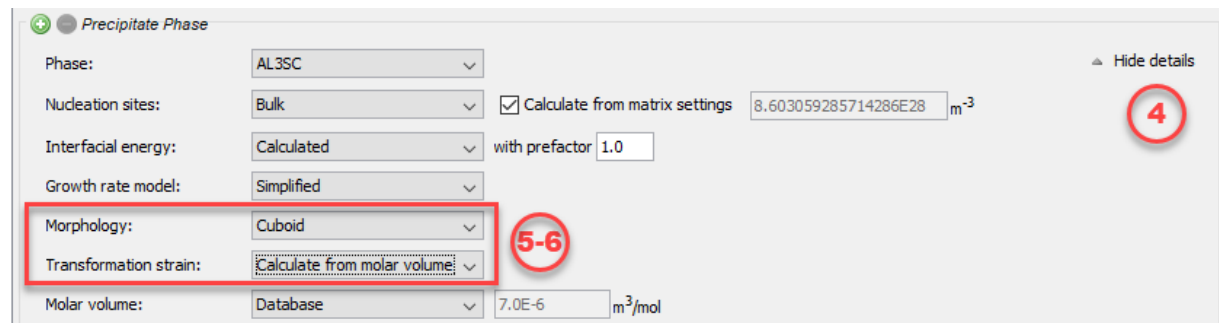 Precipitate Phase
Phase: AL3SC Hide details
Nucleation sites: Bulk Calculate from matrix settings 8.603059285714286E28 m-3
4
Interfacial energy: Calculated with prefactor 1.0
Growth rate model: Simplified
Morphology: Cuboid
5-6
Transformation strain: Calculate from molar volume
Molar volume: Database 7.0E-6 m3/mol